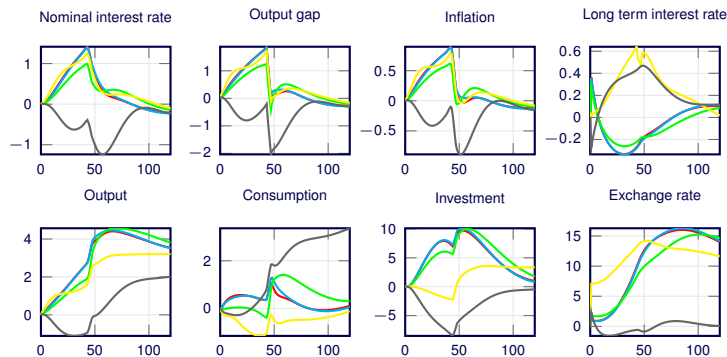 Nominal interest rate Output gap Inflation Long term interest rate
1 0 −1 0 50 100
1 0 −1 −2 0 50 100
0.5 0 −0.5 0 50 100
0.6 0.4 0.2 0 −0.2 0 50 100
Output Consumption Investment Exchange rate
4 2 0 0 50 100
2 0 0 50 100
10 5 0 −5 0 50 100
15 10 5 0 0 50 100